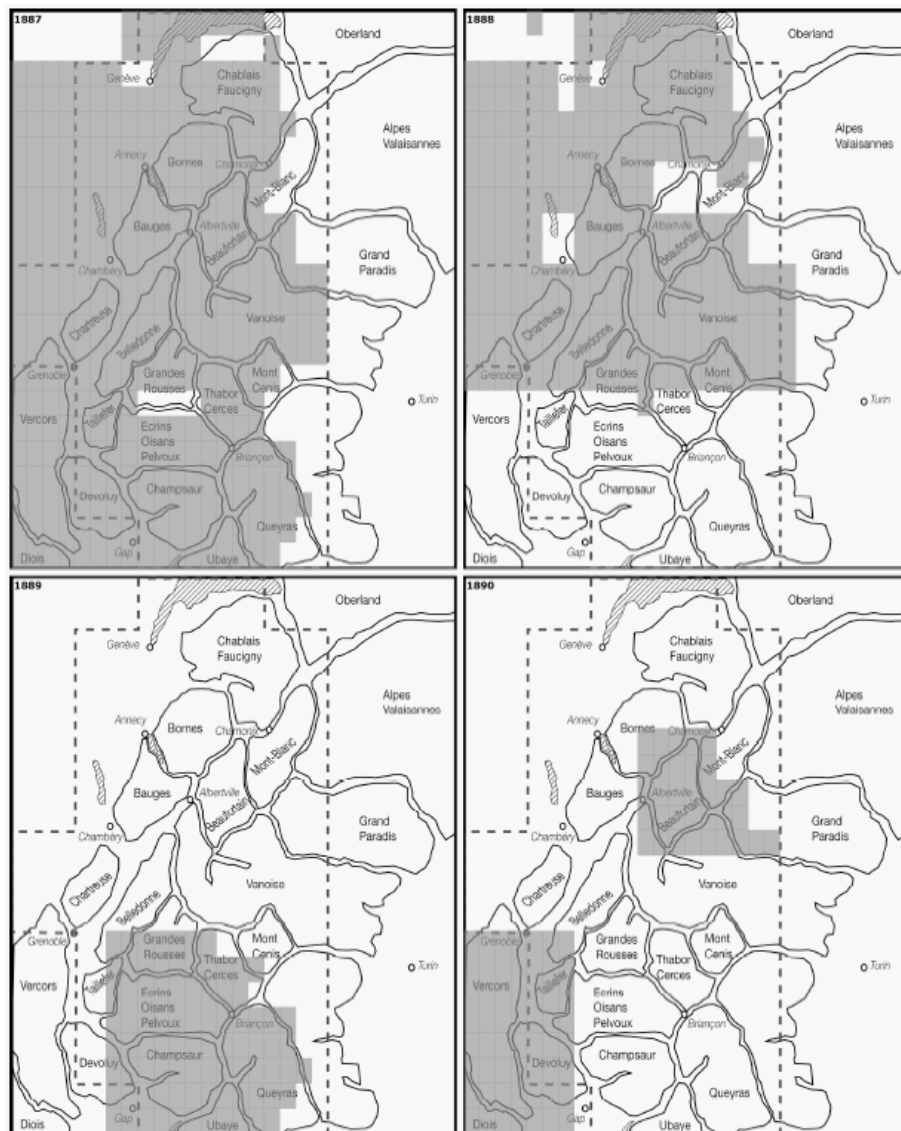 1887
Oberland
Chablais
Faucigny
Genève
Alpes
Valaisannes
Annecy
Bornes
Chamonix
Mont-Blanc
Bauges
Albertville
Beaufortain
Grand
Paradis
Chambéry
Chartreuse
Belledonne
Vanoise
Grenoble
Grandes
Rousses
Mont
Cenis
Thabor
Cerces
Turin
Vercors
Taillefer
Ecrins
Oisans
Pelvoux
Briançon
Devoluy
Champsaur
Queyras
Gap
Diois
Ubaye
1888
Oberland
Chablais
Faucigny
Genève
Alpes
Valaisannes
Annecy
Bornes
Chamonix
Mont-Blanc
Bauges
Albertville
Beaufortain
Grand
Paradis
Chambéry
Chartreuse
Belledonne
Vanoise
Grenoble
Grandes
Rousses
Mont
Cenis
Thabor
Cerces
Turin
Vercors
Taillefer
Ecrins
Oisans
Pelvoux
Briançon
Devoluy
Champsaur
Queyras
Gap
Diois
Ubaye
1889
Oberland
Chablais
Faucigny
Genève
Alpes
Valaisannes
Annecy
Bornes
Chamonix
Mont-Blanc
Bauges
Albertville
Beaufortain
Grand
Paradis
Chambéry
Chartreuse
Belledonne
Vanoise
Grenoble
Grandes
Rousses
Mont
Cenis
Thabor
Cerces
Turin
Vercors
Taillefer
Ecrins
Oisans
Pelvoux
Briançon
Devoluy
Champsaur
Queyras
Gap
Diois
Ubaye
1890
Oberland
Chablais
Faucigny
Genève
Alpes
Valaisannes
Annecy
Bornes
Chamonix
Mont-Blanc
Bauges
Albertville
Beaufortain
Grand
Paradis
Chambéry
Chartreuse
Belledonne
Vanoise
Grenoble
Grandes
Rousses
Mont
Cenis
Thabor
Cerces
Turin
Vercors
Taillefer
Ecrins
Oisans
Pelvoux
Briançon
Devoluy
Champsaur
Queyras
Gap
Diois
Ubaye